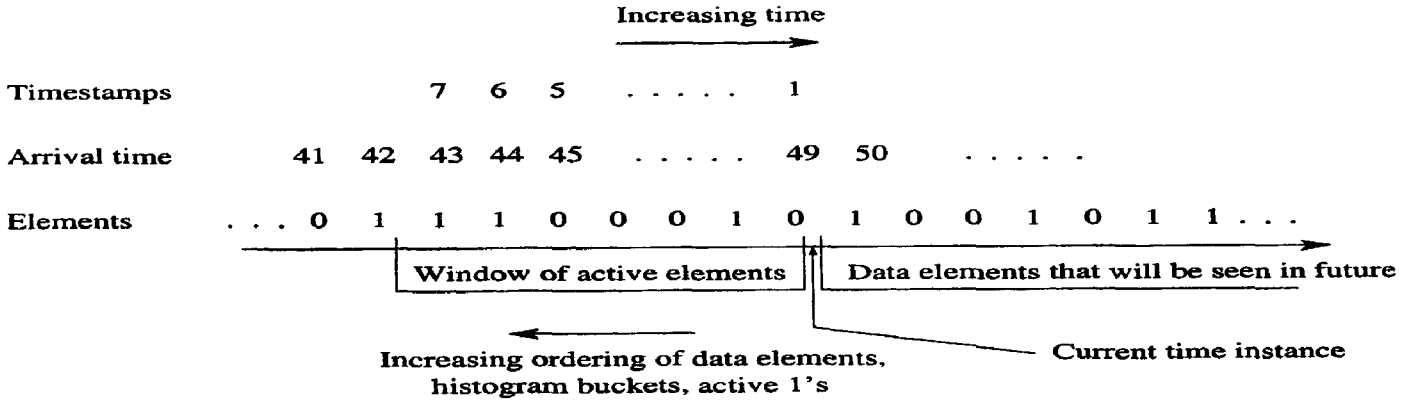 Increasing time
Timestamps 7 6 5 . . . . . 1
Arrival time 41 42 43 44 45 . . . . . 49 50 . . . . .
Elements . . . 0 1 1 1 0 0 0 1 0 1 0 0 1 0 1 1 . . .
Window of active elements Data elements that will be seen in future
Increasing ordering of data elements,
histogram buckets, active 1's
Current time instance